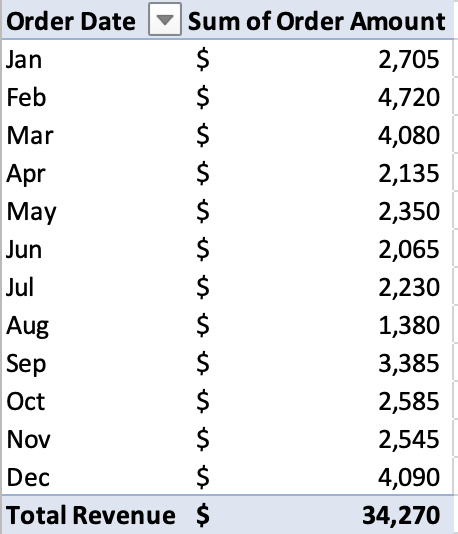 Order Date Sum of Order Amount
Jan $ 2,705
Feb $ 4,720
Mar $ 4,080
Apr $ 2,135
May $ 2,350
Jun $ 2,065
Jul $ 2,230
Aug $ 1,380
Sep $ 3,385
Oct $ 2,585
Nov $ 2,545
Dec $ 4,090
Total Revenue $ 34,270